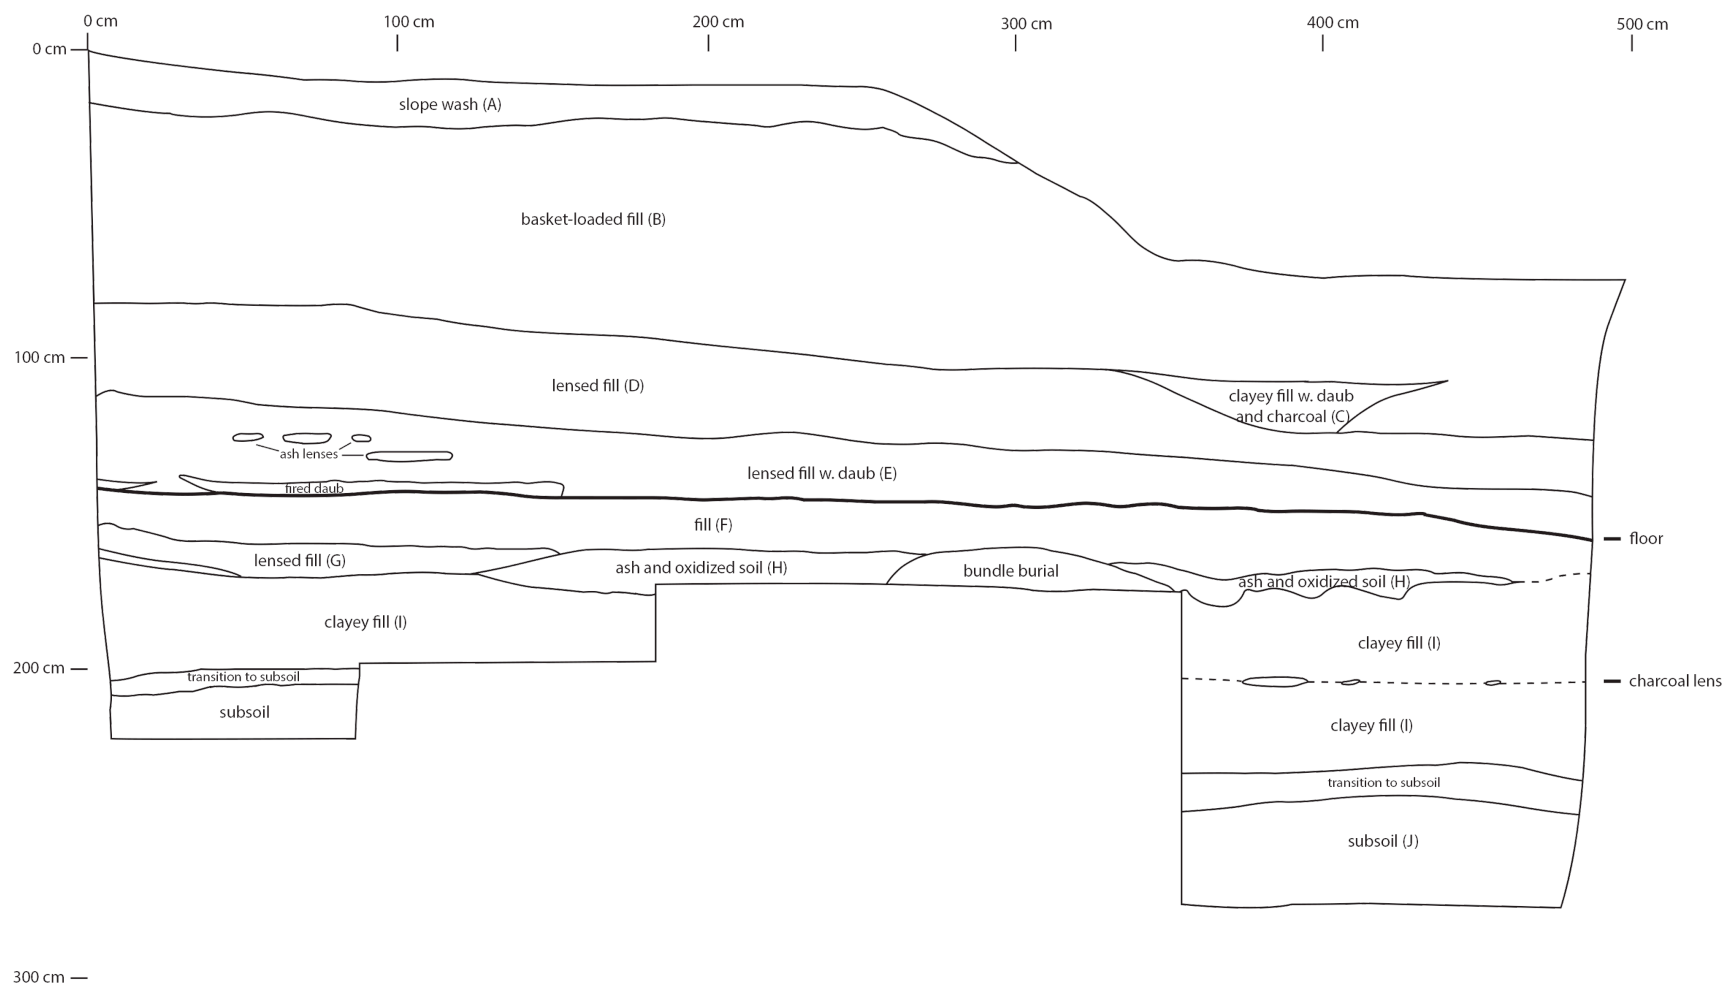 0 cm
100 cm
200 cm
300 cm
400 cm
500 cm
0 cm
slope wash (A)
basket-loaded fill (B)
100 cm
lensed fill (D)
clayey fill w. daub
and charcoal (C)
ash lenses
lensed fill w. daub (E)
fired daub
fill (F)
floor
lensed fill (G)
ash and oxidized soil (H)
bundle burial
ash and oxidized soil (H)
clayey fill (I)
clayey fill (I)
200 cm
transition to subsoil
charcoal lens
subsoil
clayey fill (I)
transition to subsoil
subsoil (J)
300 cm